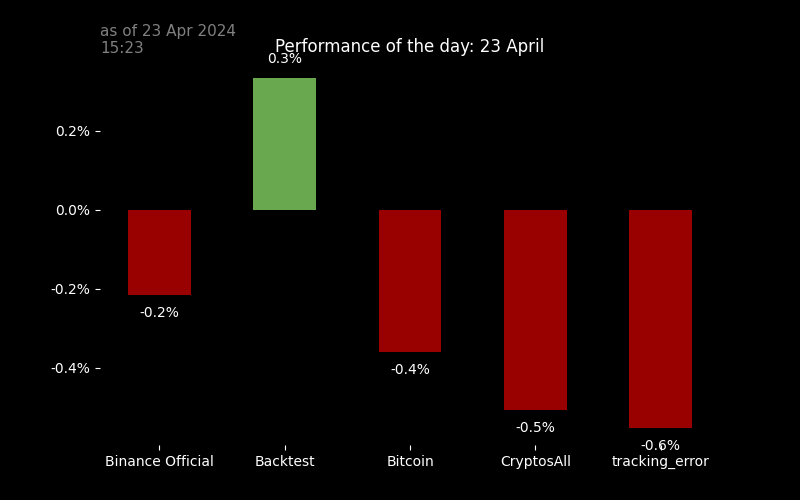 as of 23 Apr 2024
15:23
Performance of the day: 23 April
0.3%
0.2%
0.0%
-0.2%
-0.2%
-0.4%
-0.4%
-0.5%
-0.6%
Binance Official
Backtest
Bitcoin
CryptosAll
tracking_error